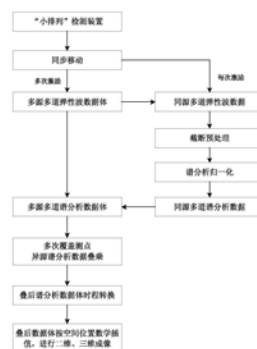 “小排列”检测装置
同步移动
多次激励
每次激励
多源多道弹性波数据体
同源多道弹性波数据
截断预处理
谱分析归一化
多源多道谱分析数据体
同源多道谱分析数据
多次覆盖测点
异源谱分析数据叠乘
叠后谱分析数据体时程转换
叠后数据体按空间位置数学插
值，进行二维、三维成像